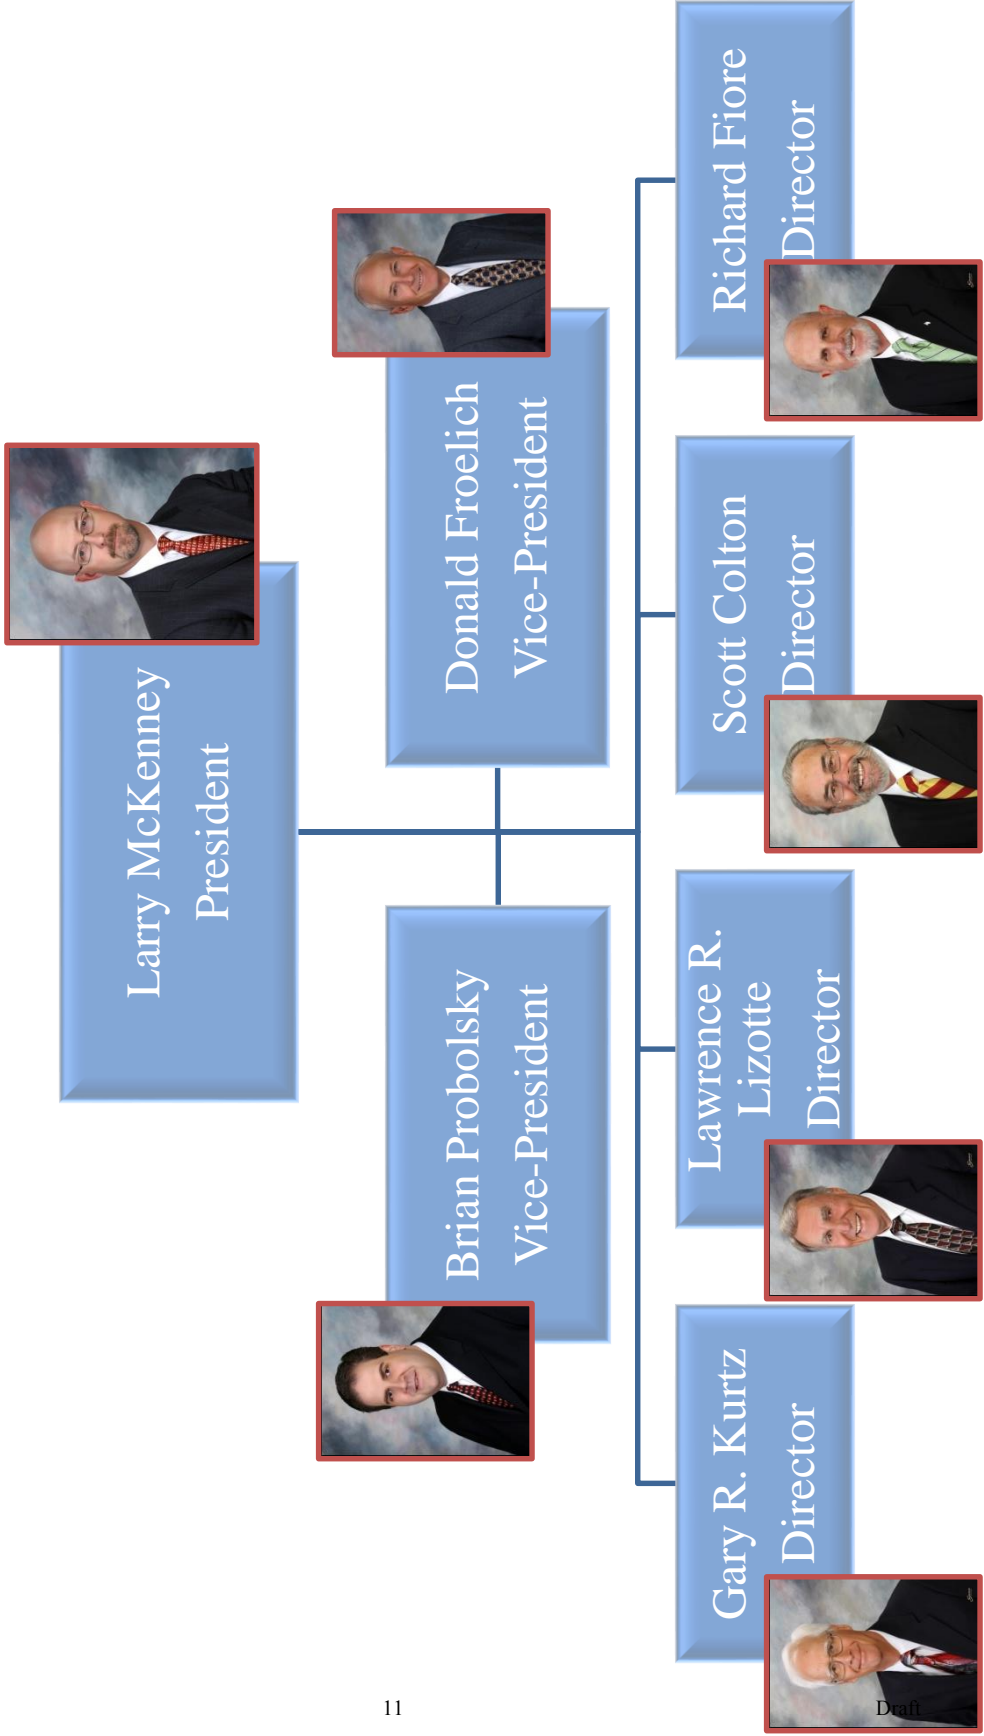 Larry McKenney
President
Brian Probolsky
Vice-President
Donald Froelich
Vice-President
Gary R. Kurtz
Director
Lawrence R.
Lizotte
Director
Scott Colton
Director
Richard Fiore
Director
11
Draft